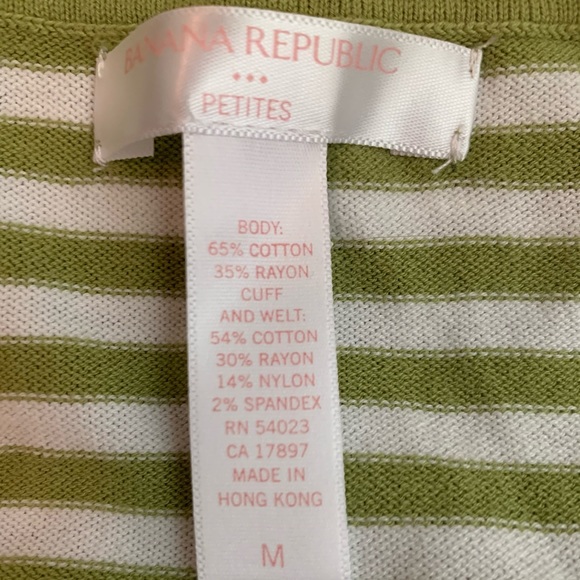 BANANA REPUBLIC
PETITES
BODY:
65% COTTON
35% RAYON
CUFF
AND WELT:
54% COTTON
30% RAYON
14% NYLON
2% SPANDEX
RN 54023
CA 17897
MADE IN
HONG KONG
M